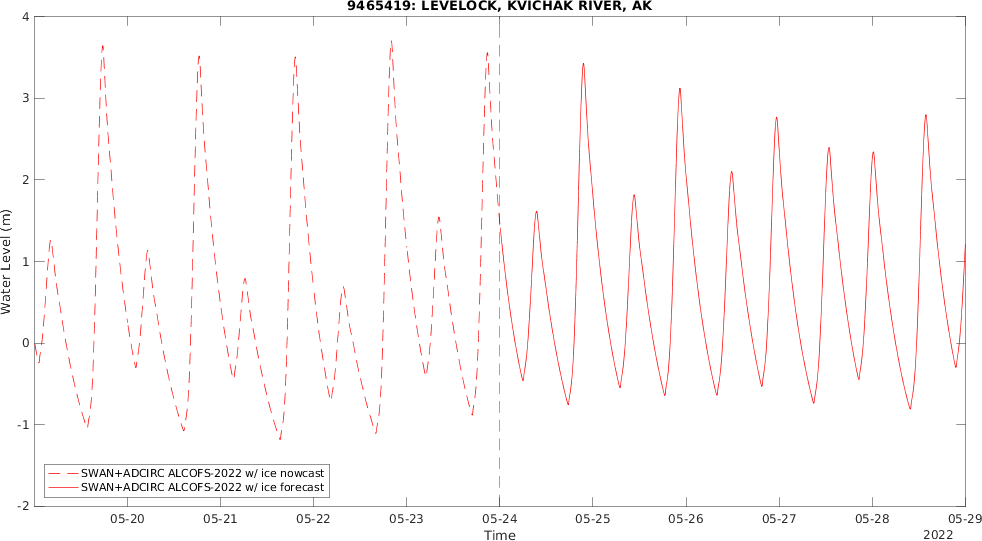 9465419: LEVELOCK, KVICHAK RIVER, AK
4
3
2
1
0
-1
-2
Water Level (m)
SWAN+ADCIRC ALCOFS-2022 w/ ice nowcast
SWAN+ADCIRC ALCOFS-2022 w/ ice forecast
05-20 05-21 05-22 05-23 05-24 05-25 05-26 05-27 05-28 05-29
Time
2022